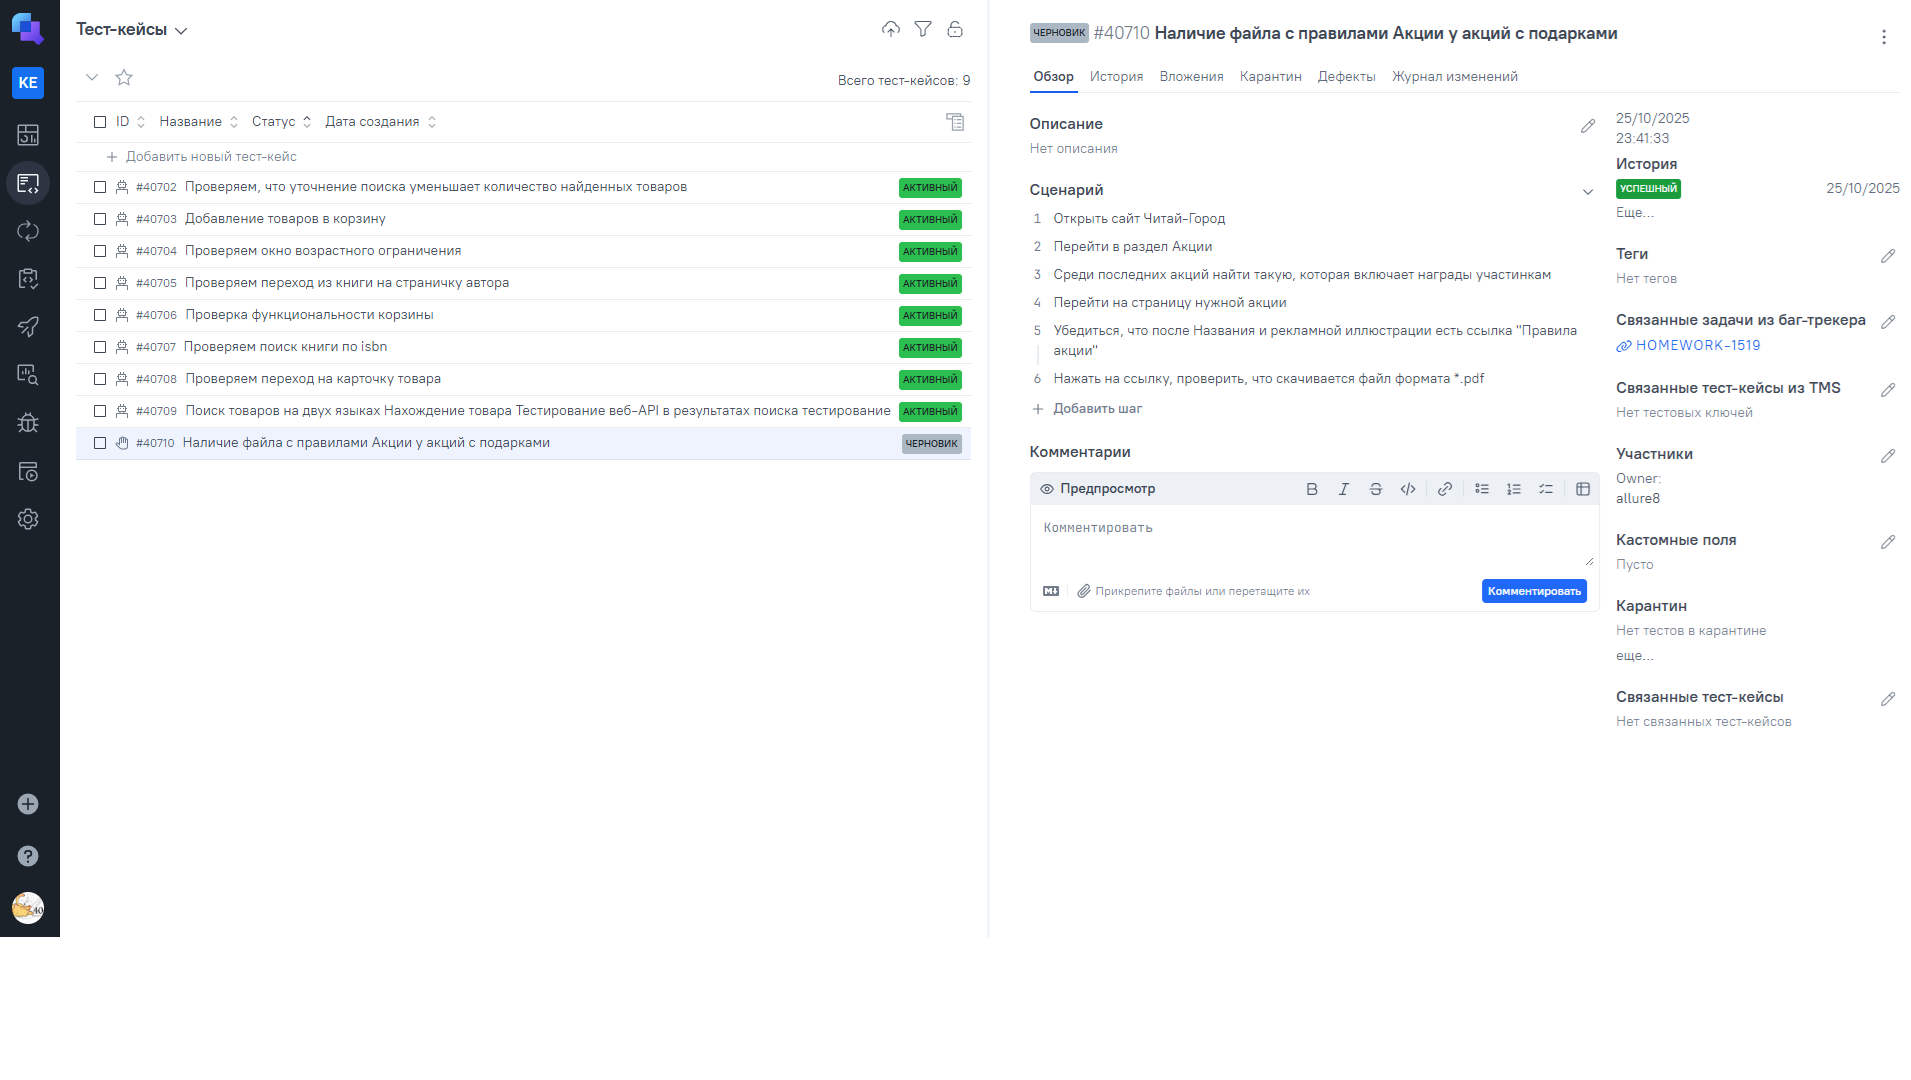 KE
Тест-кейсы
Всего тест-кейсов: 9
ID Название Статус Дата создания
Добавить новый тест-кейс
#40702 Проверяем, что уточнение поиска уменьшает количество найденных товаров АКТИВНЫЙ
#40703 Добавление товаров в корзину АКТИВНЫЙ
#40704 Проверяем окно возрастного ограничения АКТИВНЫЙ
#40705 Проверяем переход из книги на страничку автора АКТИВНЫЙ
#40706 Проверка функциональности корзины АКТИВНЫЙ
#40707 Проверяем поиск книги по isbn АКТИВНЫЙ
#40708 Проверяем переход на карточку товара АКТИВНЫЙ
#40709 Поиск товаров на двух языках Нахождение товара Тестирование веб-API в результатах поиска тестирование АКТИВНЫЙ
#40710 Наличие файла с правилами Акции у акций с подарками ЧЕРНОВИК
ЧЕРНОВИК #40710 Наличие файла с правилами Акции у акций с подарками
Обзор История Вложения Карантин Дефекты Журнал изменений
Описание
Нет описания
Сценарий
1 Открыть сайт Читай-Город
2 Перейти в раздел Акции
3 Среди последних акций найти такую, которая включает награды участникам
4 Перейти на страницу нужной акции
5 Убедиться, что после Названия и рекламной иллюстрации есть ссылка "Правила
акции"
6 Нажать на ссылку, проверить, что скачивается файл формата *.pdf
Добавить шаг
Комментарии
Предпросмотр
Комментировать
Прикрепите файлы или перетащите их
Комментировать
25/10/2025
23:41:33
История
УСПЕШНЫЙ 25/10/2025
Еще...
Теги
Нет тегов
Связанные задачи из баг-трекера
HOMEWORK-1519
Связанные тест-кейсы из TMS
Нет тестовых ключей
Участники
Owner:
allure8
Кастомные поля
Пусто
Карантин
Нет тестов в карантине
еще...
Связанные тест-кейсы
Нет связанных тест-кейсов